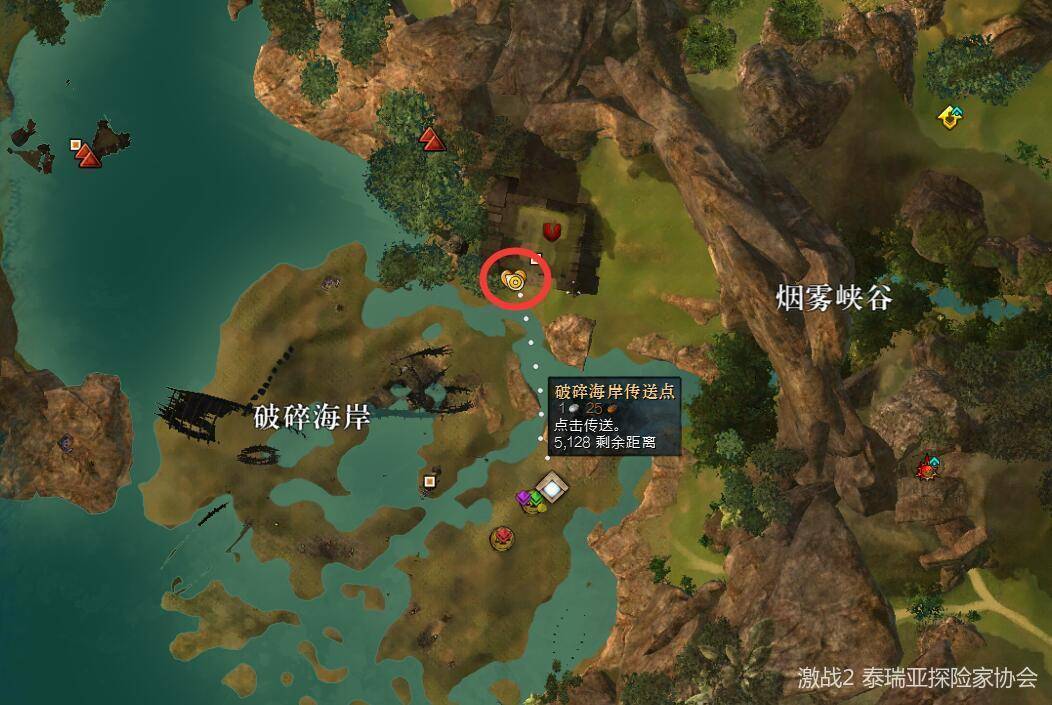 烟雾峡谷
破碎海岸传送点
1 25
点击传送。
5,128 剩余距离
破碎海岸
激战2 泰瑞亚探险家协会